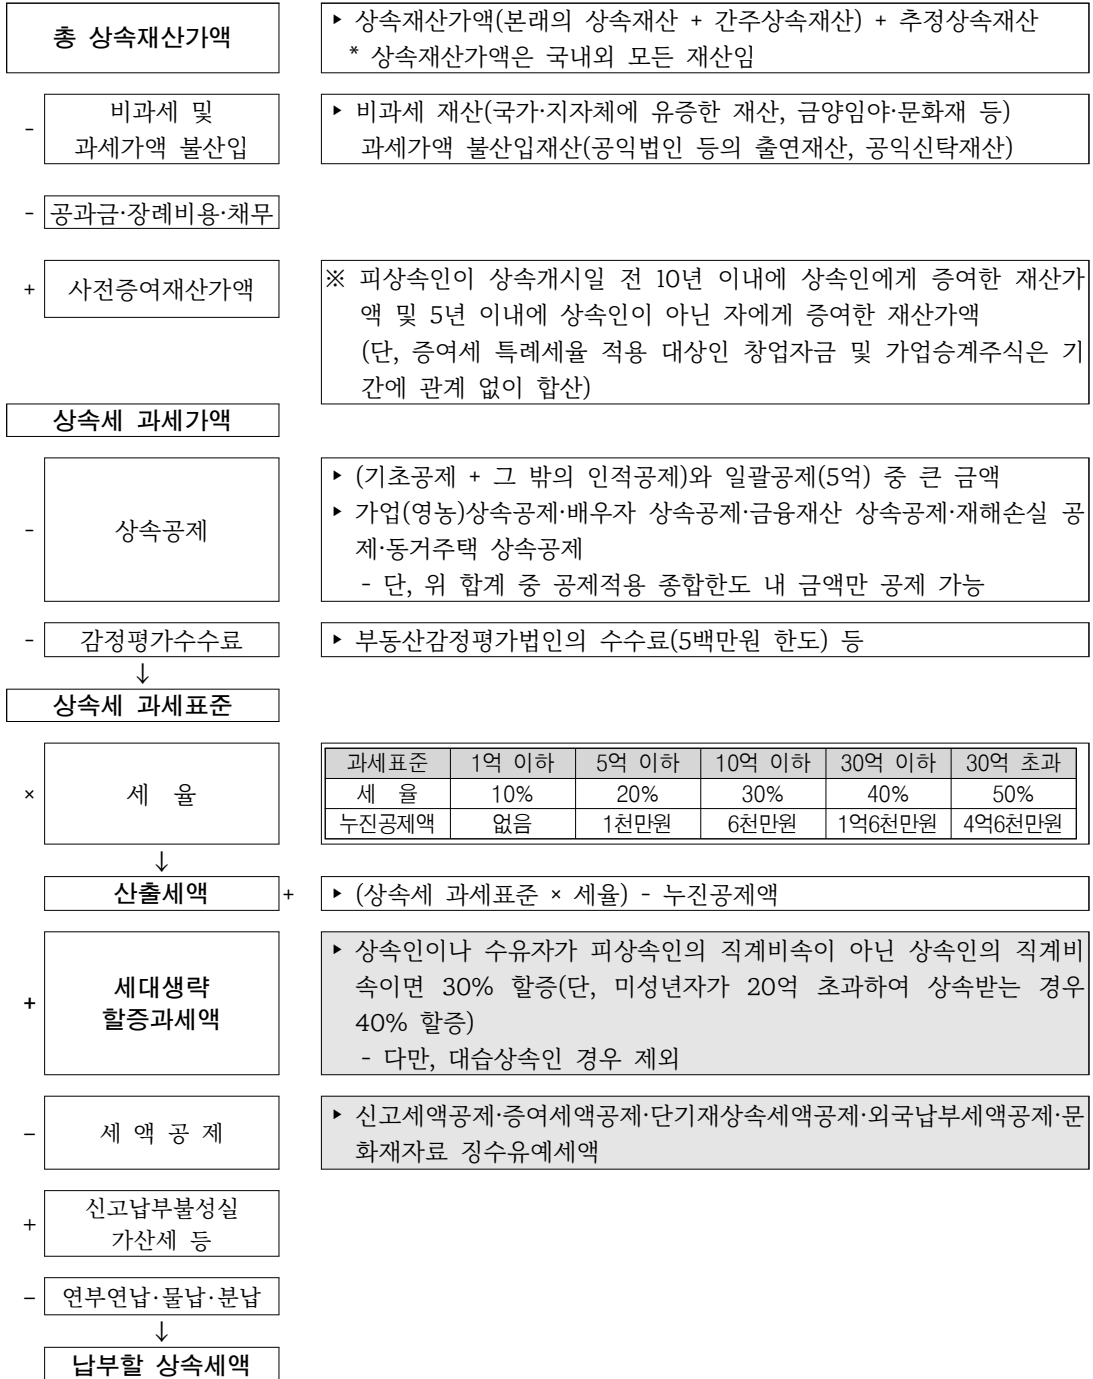 총 상속재산가액
▸ 상속재산가액(본래의 상속재산 + 간주상속재산) + 추정상속재산
* 상속재산가액은 국내외 모든 재산임
-
비과세 및
과세가액 불산입
▸ 비과세 재산(국가·지자체에 유증한 재산, 금양임야·문화재 등)
과세가액 불산입재산(공익법인 등의 출연재산, 공익신탁재산)
- 공과금·장례비용·채무
+ 사전증여재산가액
※ 피상속인이 상속개시일 전 10년 이내에 상속인에게 증여한 재산가
액 및 5년 이내에 상속인이 아닌 자에게 증여한 재산가액
(단, 증여세 특례세율 적용 대상인 창업자금 및 가업승계주식은 기
간에 관계 없이 합산)
상속세 과세가액
- 상속공제
▸ (기초공제 + 그 밖의 인적공제)와 일괄공제(5억) 중 큰 금액
▸ 가업(영농)상속공제·배우자 상속공제·금융재산 상속공제·재해손실 공
제·동거주택 상속공제
- 단, 위 합계 중 공제적용 종합한도 내 금액만 공제 가능
- 감정평가수수료
▸ 부동산감정평가법인의 수수료(5백만원 한도) 등
↓
상속세 과세표준
× 세 율
과세표준 1억 이하 5억 이하 10억 이하 30억 이하 30억 초과
세 율 10% 20% 30% 40% 50%
누진공제액 없음 1천만원 6천만원 1억6천만원 4억6천만원
↓
산출세액 +
▸ (상속세 과세표준 × 세율) - 누진공제액
+
세대생략
할증과세액
▸ 상속인이나 수유자가 피상속인의 직계비속이 아닌 상속인의 직계비
속이면 30% 할증(단, 미성년자가 20억 초과하여 상속받는 경우
40% 할증)
- 다만, 대습상속인 경우 제외
- 세 액 공 제
▸ 신고세액공제·증여세액공제·단기재상속세액공제·외국납부세액공제·문
화재자료 징수유예세액
+
신고납부불성실
가산세 등
- 연부연납·물납·분납
↓
납부할 상속세액